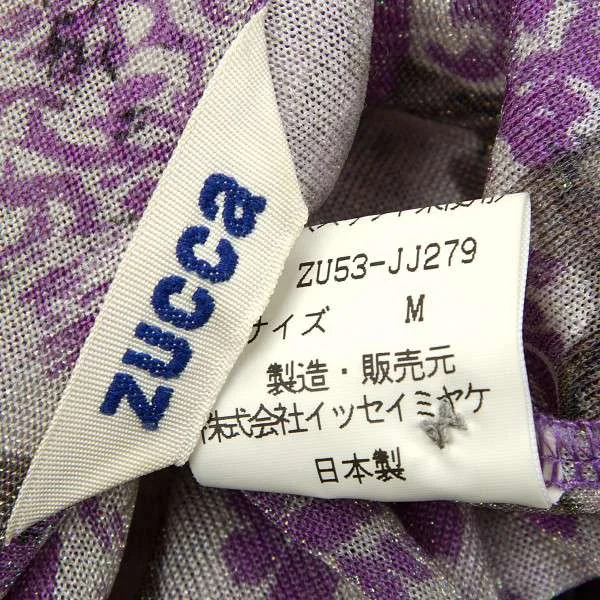 zucca
ZU53-JJ279
サイズ M
製造・販売元
株式会社イッセイミヤケ
日本製